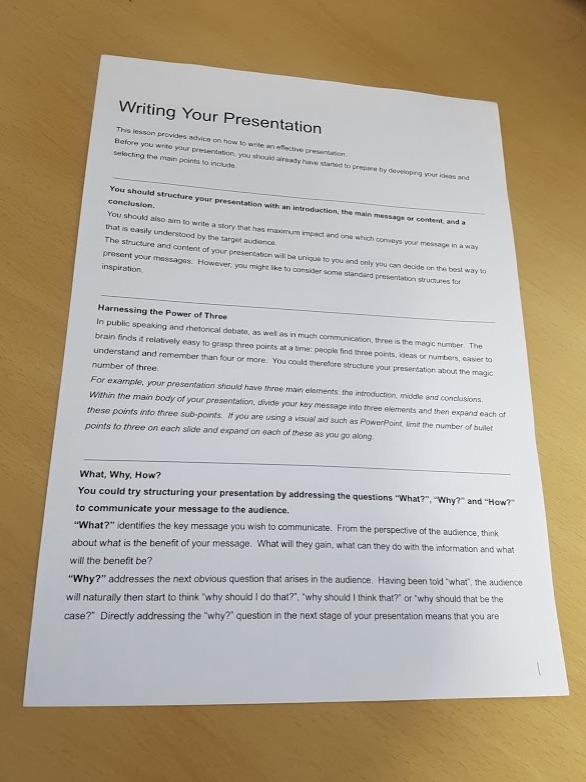 Writing Your Presentation
This lesson provides advice on how to write an effective presentation.
Before you write your presentation, you should already have started to prepare by developing your ideas and
selecting the main points to include.
You should structure your presentation with an introduction, the main message or content, and a
conclusion.
You should also aim to write a story that has maximum impact and one which conveys your message in a way
that is easily understood by the target audience.
The structure and content of your presentation will be unique to you and only you can decide on the best way to
present your messages.  However, you might like to consider some standard presentation structures for
inspiration.
Harnessing the Power of Three
In public speaking and rhetorical debate, as well as in much communication, three is the magic number.  The
brain finds it relatively easy to grasp three points at a time: people find three points, ideas or numbers, easier to
understand and remember than four or more.  You could therefore structure your presentation about the magic
number of three.
For example, your presentation should have three main elements: the introduction, middle and conclusions.
Within the main body of your presentation, divide your key message into three elements and then expand each of
these points into three sub-points.  If you are using a visual aid such as PowerPoint, limit the number of bullet
points to three on each slide and expand on each of these as you go along.
What, Why, How?
You could try structuring your presentation by addressing the questions “What?”, “Why?” and “How?”
to communicate your message to the audience.
“What?” identifies the key message you wish to communicate.  From the perspective of the audience, think
about what is the benefit of your message.  What will they gain, what can they do with the information and what
will the benefit be?
“Why?” addresses the next obvious question that arises in the audience.  Having been told “what”, the audience
will naturally then start to think “why should I do that?”, “why should I think that?” or “why should that be the
case?”  Directly addressing the “why?” question in the next stage of your presentation means that you are